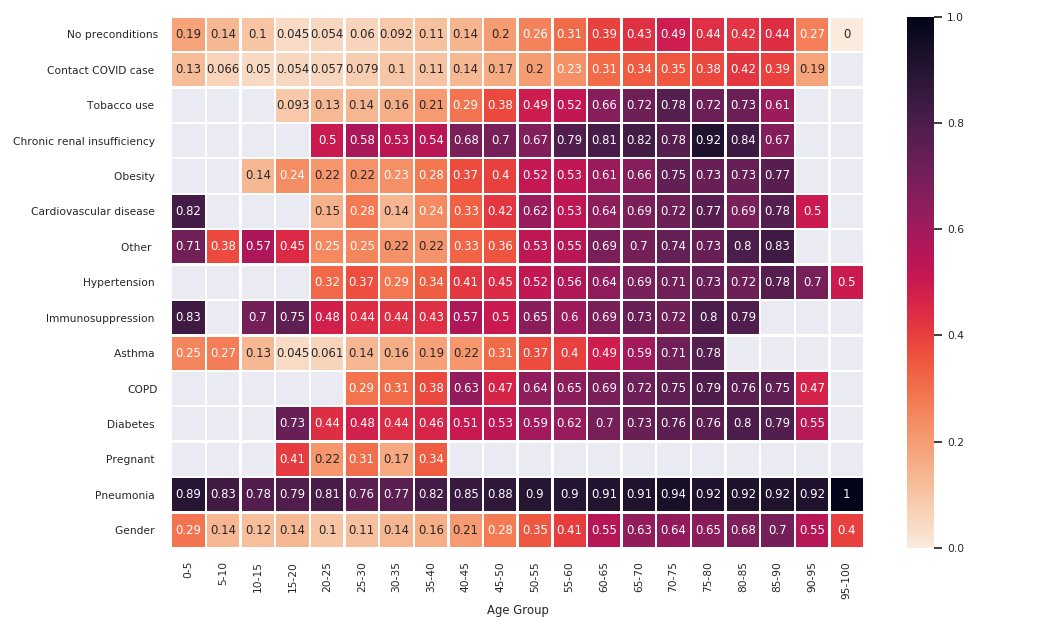 No preconditions 0.19 0.14 0.1 0.045 0.054 0.06 0.092 0.11 0.14 0.2 0.26 0.31 0.39 0.43 0.49 0.44 0.42 0.44 0.27 0
Contact COVID case 0.13 0.066 0.05 0.054 0.057 0.079 0.1 0.11 0.14 0.17 0.2 0.23 0.31 0.34 0.35 0.38 0.42 0.39 0.19
Tobacco use 0.093 0.13 0.14 0.16 0.21 0.29 0.38 0.49 0.52 0.66 0.72 0.78 0.72 0.73 0.61
Chronic renal insufficiency 0.5 0.58 0.53 0.54 0.68 0.7 0.67 0.79 0.81 0.82 0.78 0.92 0.84 0.67
Obesity 0.14 0.24 0.22 0.22 0.23 0.28 0.37 0.4 0.52 0.53 0.61 0.66 0.75 0.73 0.73 0.77
Cardiovascular disease 0.82 0.15 0.28 0.14 0.24 0.33 0.42 0.62 0.53 0.64 0.69 0.72 0.77 0.69 0.78 0.5
Other 0.71 0.38 0.57 0.45 0.25 0.25 0.22 0.22 0.33 0.36 0.53 0.55 0.69 0.7 0.74 0.73 0.8 0.83
Hypertension 0.32 0.37 0.29 0.34 0.41 0.45 0.52 0.56 0.64 0.69 0.71 0.73 0.72 0.78 0.7 0.5
Immunosuppression 0.83 0.7 0.75 0.48 0.44 0.44 0.43 0.57 0.5 0.65 0.6 0.69 0.73 0.72 0.8 0.79
Asthma 0.25 0.27 0.13 0.045 0.061 0.14 0.16 0.19 0.22 0.31 0.37 0.4 0.49 0.59 0.71 0.78
COPD 0.29 0.31 0.38 0.63 0.47 0.64 0.65 0.69 0.72 0.75 0.79 0.76 0.75 0.47
Diabetes 0.73 0.44 0.48 0.44 0.46 0.51 0.53 0.59 0.62 0.7 0.73 0.76 0.76 0.8 0.79 0.55
Pregnant 0.41 0.22 0.31 0.17 0.34
Pneumonia 0.89 0.83 0.78 0.79 0.81 0.76 0.77 0.82 0.85 0.88 0.9 0.9 0.91 0.91 0.94 0.92 0.92 0.92 0.92 1
Gender 0.29 0.14 0.12 0.14 0.1 0.11 0.14 0.16 0.21 0.28 0.35 0.41 0.55 0.63 0.64 0.65 0.68 0.7 0.55 0.4
0-5 5-10 10-15 15-20 20-25 25-30 30-35 35-40 40-45 45-50 50-55 55-60 60-65 65-70 70-75 75-80 80-85 85-90 90-95 95-100
Age Group
1.0
0.8
0.6
0.4
0.2
0.0